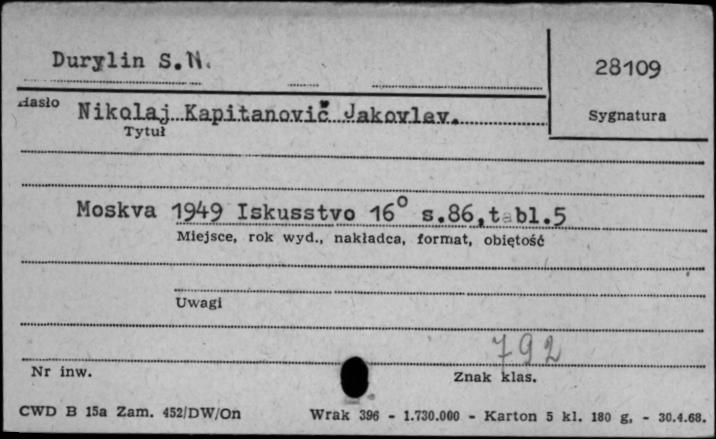 Durylin S.N.
28109
Hasło
Sygnatura
Nikolaj Kapitanovič Jakovlev.
Tytuł
Moskva 1949 Iskusstvo 16° s.86,tabl.5
Miejsce, rok wyd., nakładca, format, obiętość
Uwagi
792
Nr inw.
Znak klas.
CWD B 15a Zam. 452/DW/On
Wrak 396 - 1.730.000 - Karton 5 kl. 180 g. - 30.4.68.